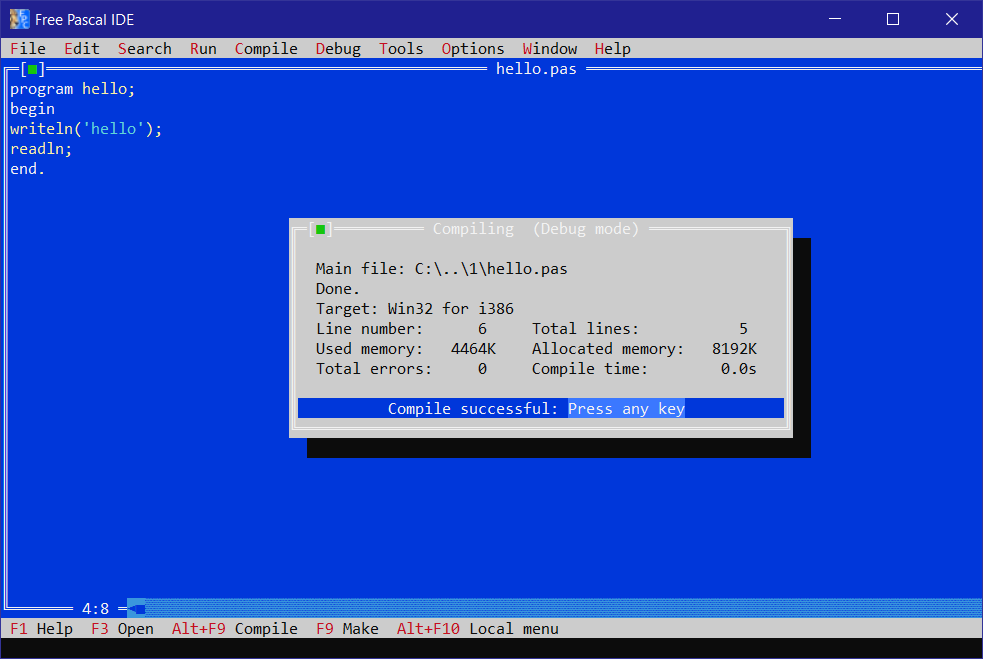 Free Pascal IDE
File Edit Search Run Compile Debug Tools Options Window Help
hello.pas
program hello;
begin
writeln('hello');
readln;
end.
Compiling (Debug mode)
Main file: C:\..\1\hello.pas
Done.
Target: Win32 for i386
Line number: 6 Total lines: 5
Used memory: 4464K Allocated memory: 8192K
Total errors: 0 Compile time: 0.0s
Compile successful: Press any key
4:8
F1 Help F3 Open Alt+F9 Compile F9 Make Alt+F10 Local menu